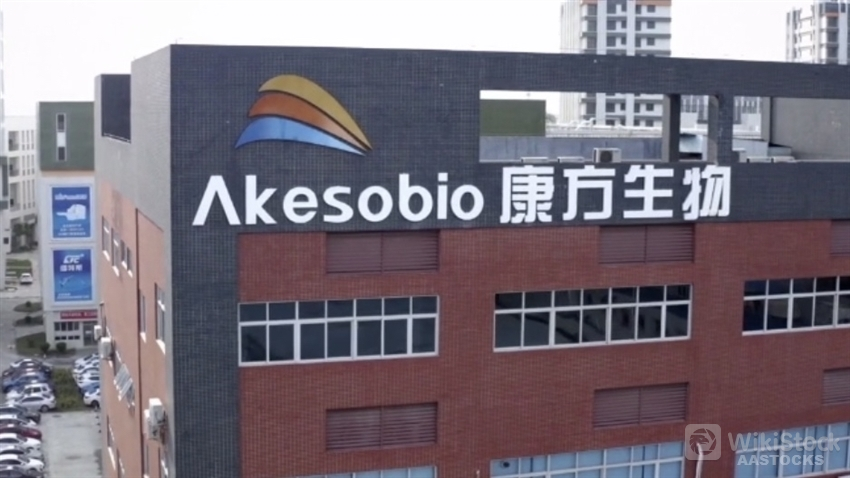 Akesobio 康方生物
WikiStock
AASTOCKS